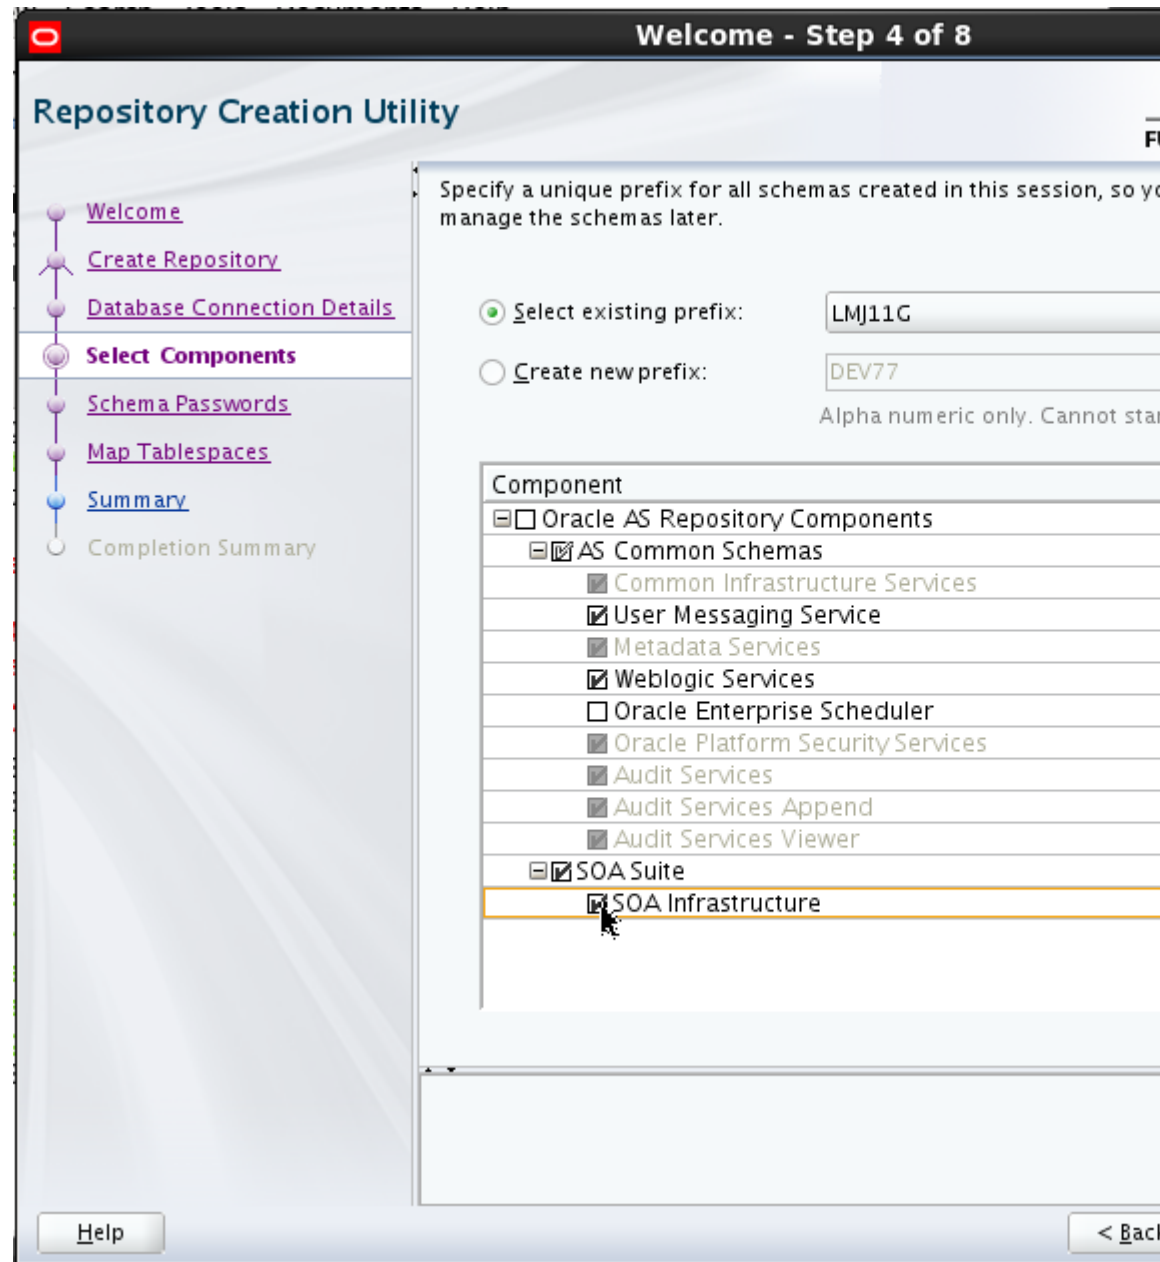 Welcome - Step 4 of 8
Repository Creation Utility
Welcome
Create Repository
Database Connection Details
Select Components
Schema Passwords
Map Tablespaces
Summary
Completion Summary
Specify a unique prefix for all schemas created in this session, so
manage the schemas later.
Select existing prefix: LMJ11G
Create new prefix: DEV77
Alpha numeric only. Cannot
Component
Oracle AS Repository Components
AS Common Schemas
Common Infrastructure Services
User Messaging Service
Metadata Services
Weblogic Services
Oracle Enterprise Scheduler
Oracle Platform Security Services
Audit Services
Audit Services Append
Audit Services Viewer
SOA Suite
SOA Infrastructure
Help
< Back